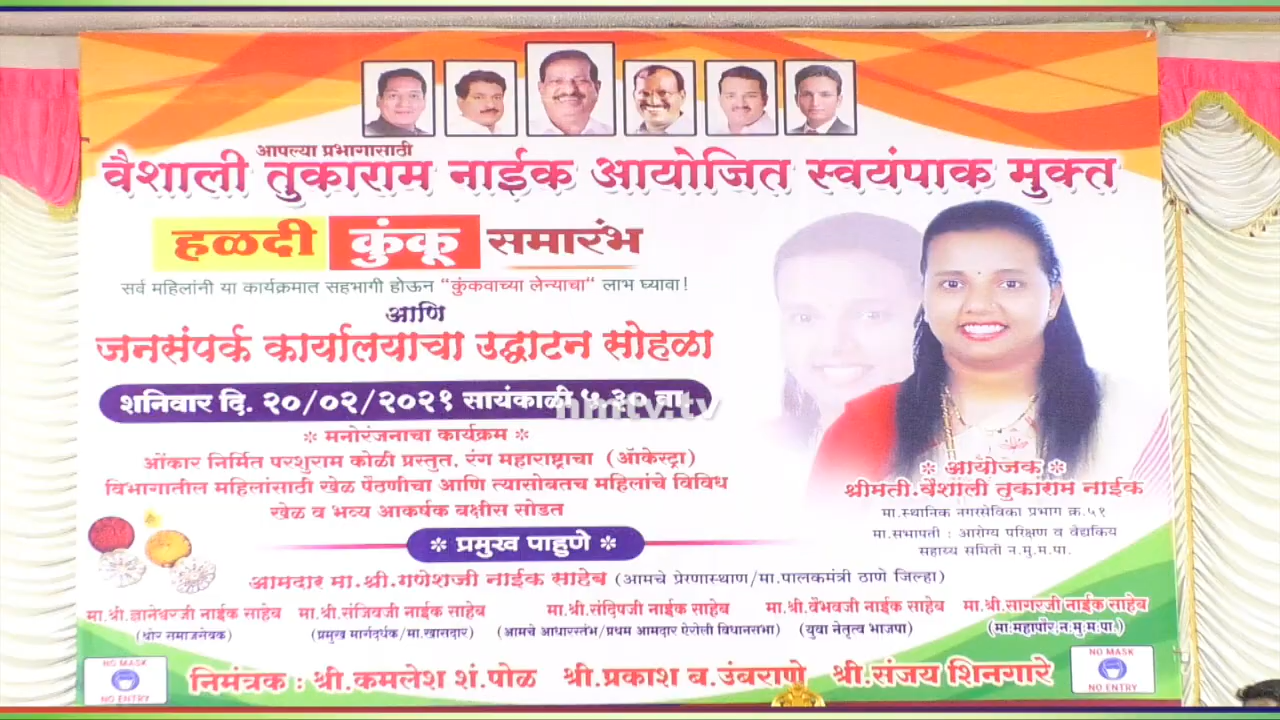 आपल्या प्रभागासाठी
वैशाली तुकाराम नाईक आयोजित स्वयंपाक मुक्त
हळदी कुंकू समारंभ
सर्व महिलांनी या कार्यक्रमात सहभागी होऊन “कुंकवाच्या लेन्याचा“ लाभ घ्यावा!
आणि
जनसंपर्क कार्यालयाचा उद्घाटन सोहळा
शनिवार दि. २०/०२/२०२१ सायंकाळी ५.३० वा
nmtv.tv
❊ मनोरंजनाचा कार्यक्रम ❊
ओंकार निर्मित परशुराम कोळी प्रस्तुत, रंग महाराष्ट्राचा (ऑकेस्ट्रा)
विभागातील महिलांसाठी खेळ पैठणीचा आणि त्यासोबतच महिलांचे विविध
खेळ व भव्य आकर्षक बक्षीस सोडत
❊ आयोजक ❊
श्रीमती.वैशाली तुकाराम नाईक
मा.स्थानिक नगरसेविका प्रभाग क्र.५१
मा.सभापती : आरोग्य परिक्षण व वैद्यकिय
सहाय्य समिती न.मु.म.पा.
❊ प्रमुख पाहुणे ❊
आमदार मा.श्री.गणेशजी नाईक साहेब (आमचे प्रेरणास्थाण/मा.पालकमंत्री ठाणे जिल्हा)
मा.श्री.ज्ञानेश्वरजी नाईक साहेब मा.श्री.संजिवजी नाईक साहेब मा.श्री.संदिपजी नाईक साहेब मा.श्री.वैभवजी नाईक साहेब मा.श्री.सागरजी नाईक साहेब
(थोर समाजसेवक) (प्रमुख मार्गदर्शक/मा.खासदार) (आमचे आधारस्तंभ/प्रथम आमदार ऐरोली विधानसभा) (युवा नेतृत्व भाजपा) (मा.महापौर,न.मु.म.पा.)
निमंत्रक : श्री.कमलेश शं.पोळ श्री.प्रकाश ब.उंबराणे श्री.संजय शिनगारे
NO MASK
NO ENTRY
NO MASK
NO ENTRY